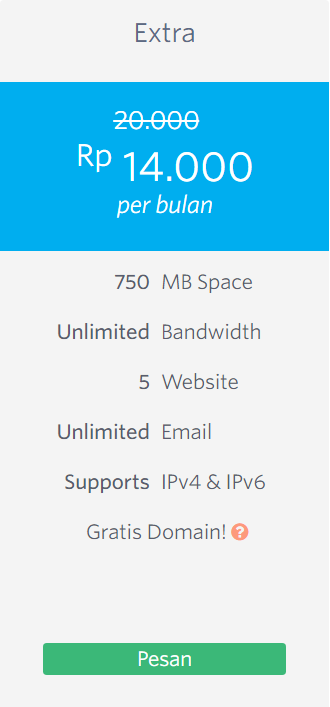 Extra
20.000
Rp 14.000
per bulan
750 MB Space
Unlimited Bandwidth
5 Website
Unlimited Email
Supports IPv4 & IPv6
Gratis Domain! ?
Pesan